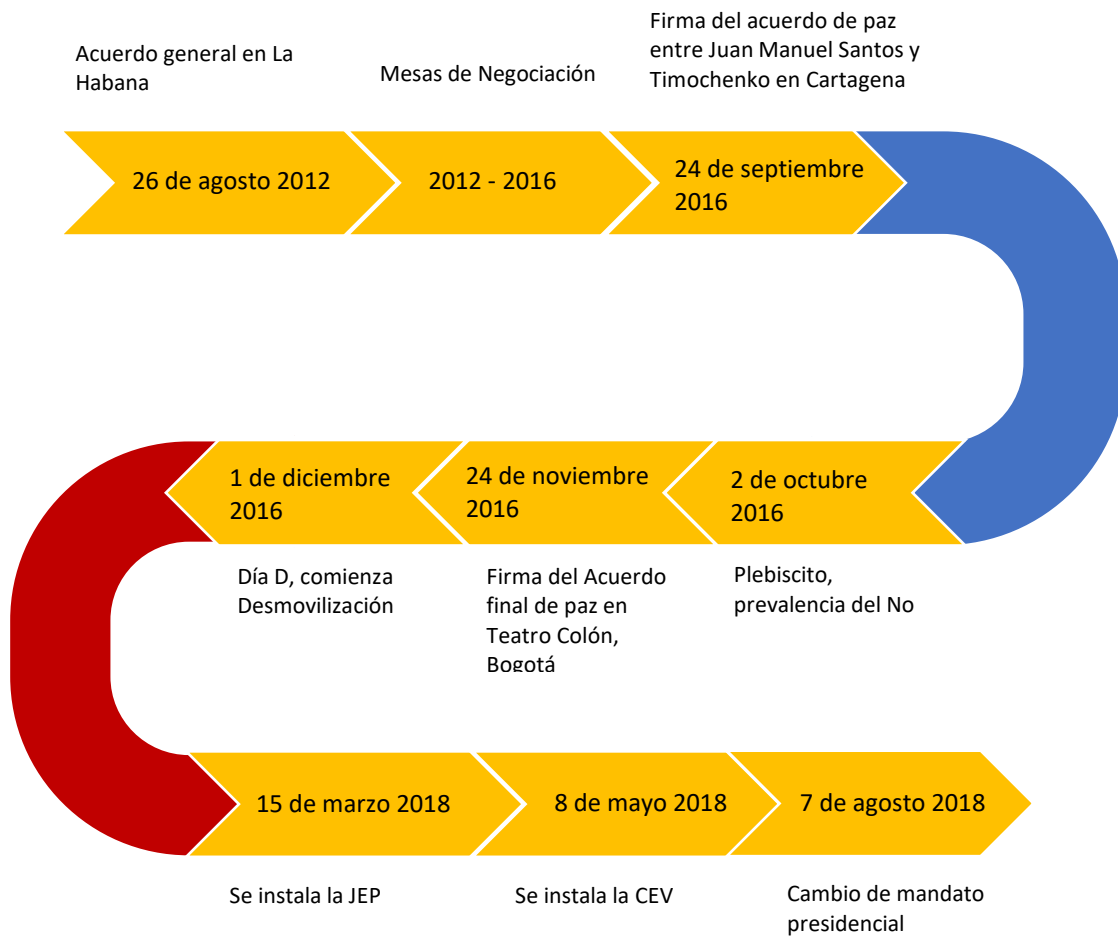 Acuerdo general en La
Habana
Mesas de Negociación
Firma del acuerdo de paz
entre Juan Manuel Santos y
Timochenko en Cartagena
26 de agosto 2012
2012 - 2016
24 de septiembre
2016
2 de octubre
2016
Plebiscito,
prevalencia del No
24 de noviembre
2016
Firma del Acuerdo
final de paz en
Teatro Colón,
Bogotá
1 de diciembre
2016
Día D, comienza
Desmovilización
15 de marzo 2018
8 de mayo 2018
7 de agosto 2018
Se instala la JEP
Se instala la CEV
Cambio de mandato
presidencial